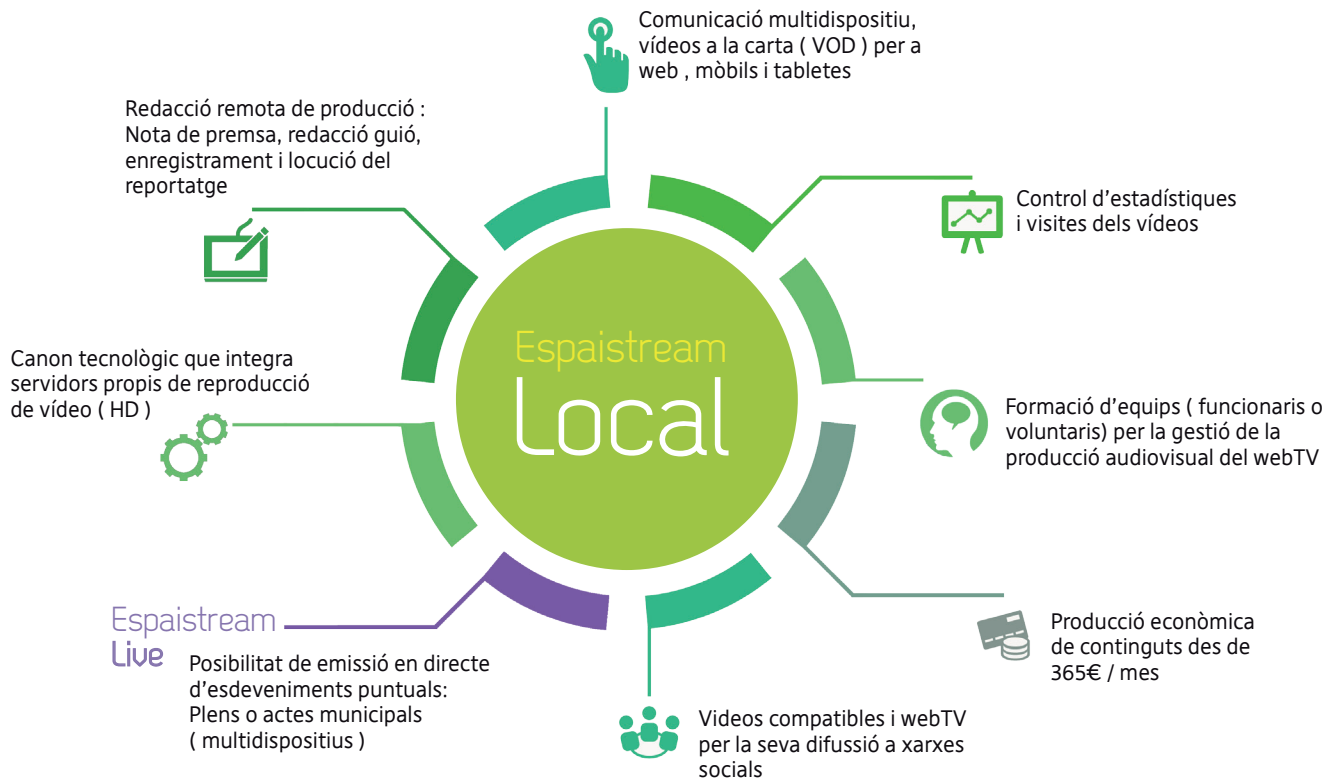 Comunicació multidispositiu,
vídeos a la carta ( VOD ) per a
web , mòbils i tabletes
Redacció remota de producció :
Nota de premsa, redacció guió,
enregistrament i locució del
reportatge
Control d’estadístiques
i visites dels vídeos
Canon tecnològic que integra
servidors propis de reproducció
de vídeo ( HD )
Espaistream
Local
Formació d’equips ( funcionaris o
voluntaris) per la gestió de la
producció audiovisual del webTV
Espaistream
Live
Posibilitat de emissió en directe
d’esdeveniments puntuals:
Plens o actes municipals
( multidispositius )
Producció econòmica
de continguts des de
365€ / mes
Videos compatibles i webTV
per la seva difussió a xarxes
socials